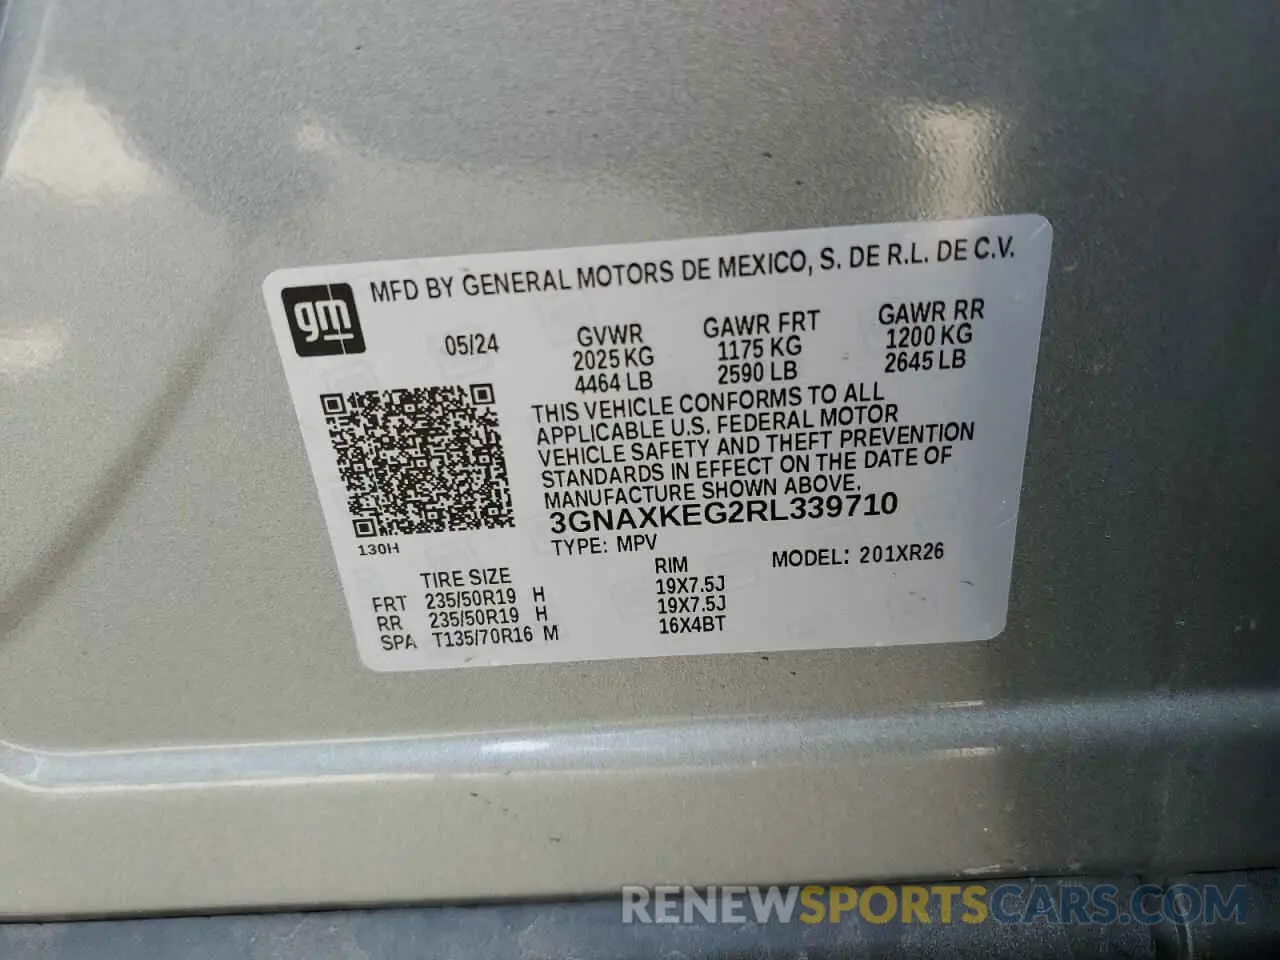 gm
MFD BY GENERAL MOTORS DE MEXICO, S. DE R.L. DE C.V.
05/24
GVWR
2025 KG
4464 LB
GAWR FRT
1175 KG
2590 LB
GAWR RR
1200 KG
2645 LB
THIS VEHICLE CONFORMS TO ALL
APPLICABLE U.S. FEDERAL MOTOR
VEHICLE SAFETY AND THEFT PREVENTION
STANDARDS IN EFFECT ON THE DATE OF
MANUFACTURE SHOWN ABOVE.
3GNAXKEG2RL339710
130H
TYPE: MPV
MODEL: 201XR26
TIRE SIZE RIM
FRT 235/50R19 H 19X7.5J
RR 235/50R19 H 19X7.5J
SPA T135/70R16 M 16X4BT
RENEWSPORTSCARS.COM